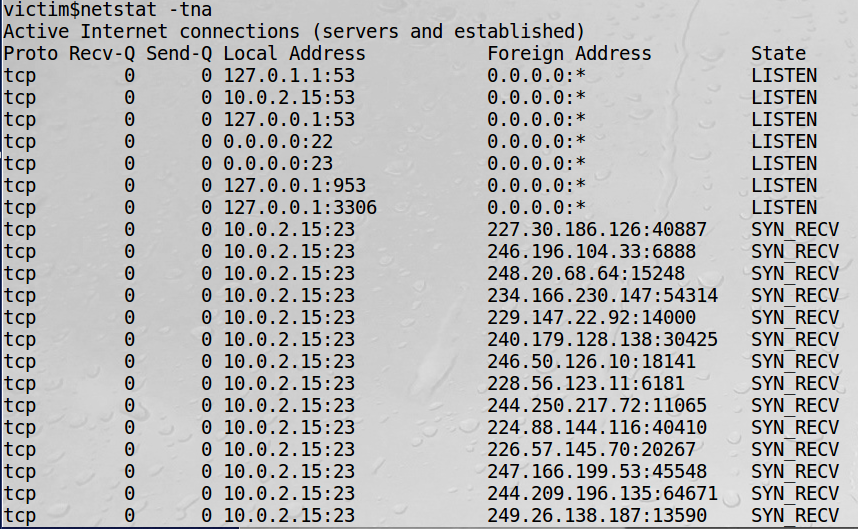 victim$netstat -tna
Active Internet connections (servers and established)
Proto Recv-Q Send-Q Local Address           Foreign Address         State
tcp        0      0 127.0.1.1:53            0.0.0.0:*               LISTEN
tcp        0      0 10.0.2.15:53            0.0.0.0:*               LISTEN
tcp        0      0 127.0.0.1:53            0.0.0.0:*               LISTEN
tcp        0      0 0.0.0.0:22              0.0.0.0:*               LISTEN
tcp        0      0 0.0.0.0:23              0.0.0.0:*               LISTEN
tcp        0      0 127.0.0.1:953           0.0.0.0:*               LISTEN
tcp        0      0 127.0.0.1:3306          0.0.0.0:*               LISTEN
tcp        0      0 10.0.2.15:23            227.30.186.126:40887    SYN_RECV
tcp        0      0 10.0.2.15:23            246.196.104.33:6888     SYN_RECV
tcp        0      0 10.0.2.15:23            248.20.68.64:15248      SYN_RECV
tcp        0      0 10.0.2.15:23            234.166.230.147:54314   SYN_RECV
tcp        0      0 10.0.2.15:23            229.147.22.92:14000     SYN_RECV
tcp        0      0 10.0.2.15:23            240.179.128.138:30425   SYN_RECV
tcp        0      0 10.0.2.15:23            246.50.126.10:18141     SYN_RECV
tcp        0      0 10.0.2.15:23            228.56.123.11:6181      SYN_RECV
tcp        0      0 10.0.2.15:23            244.250.217.72:11065    SYN_RECV
tcp        0      0 10.0.2.15:23            224.88.144.116:40410    SYN_RECV
tcp        0      0 10.0.2.15:23            226.57.145.70:20267     SYN_RECV
tcp        0      0 10.0.2.15:23            247.166.199.53:45548    SYN_RECV
tcp        0      0 10.0.2.15:23            244.209.196.135:64671   SYN_RECV
tcp        0      0 10.0.2.15:23            249.26.138.187:13590    SYN_RECV